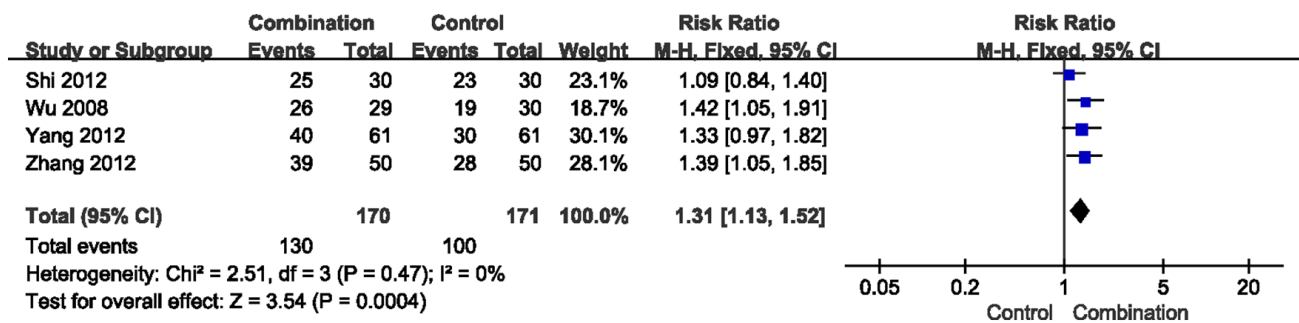 Combination Control Risk Ratio Risk Ratio
Study or Subgroup Events Total Events Total Weight M-H, Fixed, 95% CI M-H, Fixed, 95% CI
Shi 2012 25 30 23 30 23.1% 1.09 [0.84, 1.40]
Wu 2008 26 29 19 30 18.7% 1.42 [1.05, 1.91]
Yang 2012 40 61 30 61 30.1% 1.33 [0.97, 1.82]
Zhang 2012 39 50 28 50 28.1% 1.39 [1.05, 1.85]
Total (95% CI) 170 171 100.0% 1.31 [1.13, 1.52]
Total events 130 100
Heterogeneity: Chi² = 2.51, df = 3 (P = 0.47); I² = 0%
Test for overall effect: Z = 3.54 (P = 0.0004)
0.05 0.2 1 5 20
Control Combination